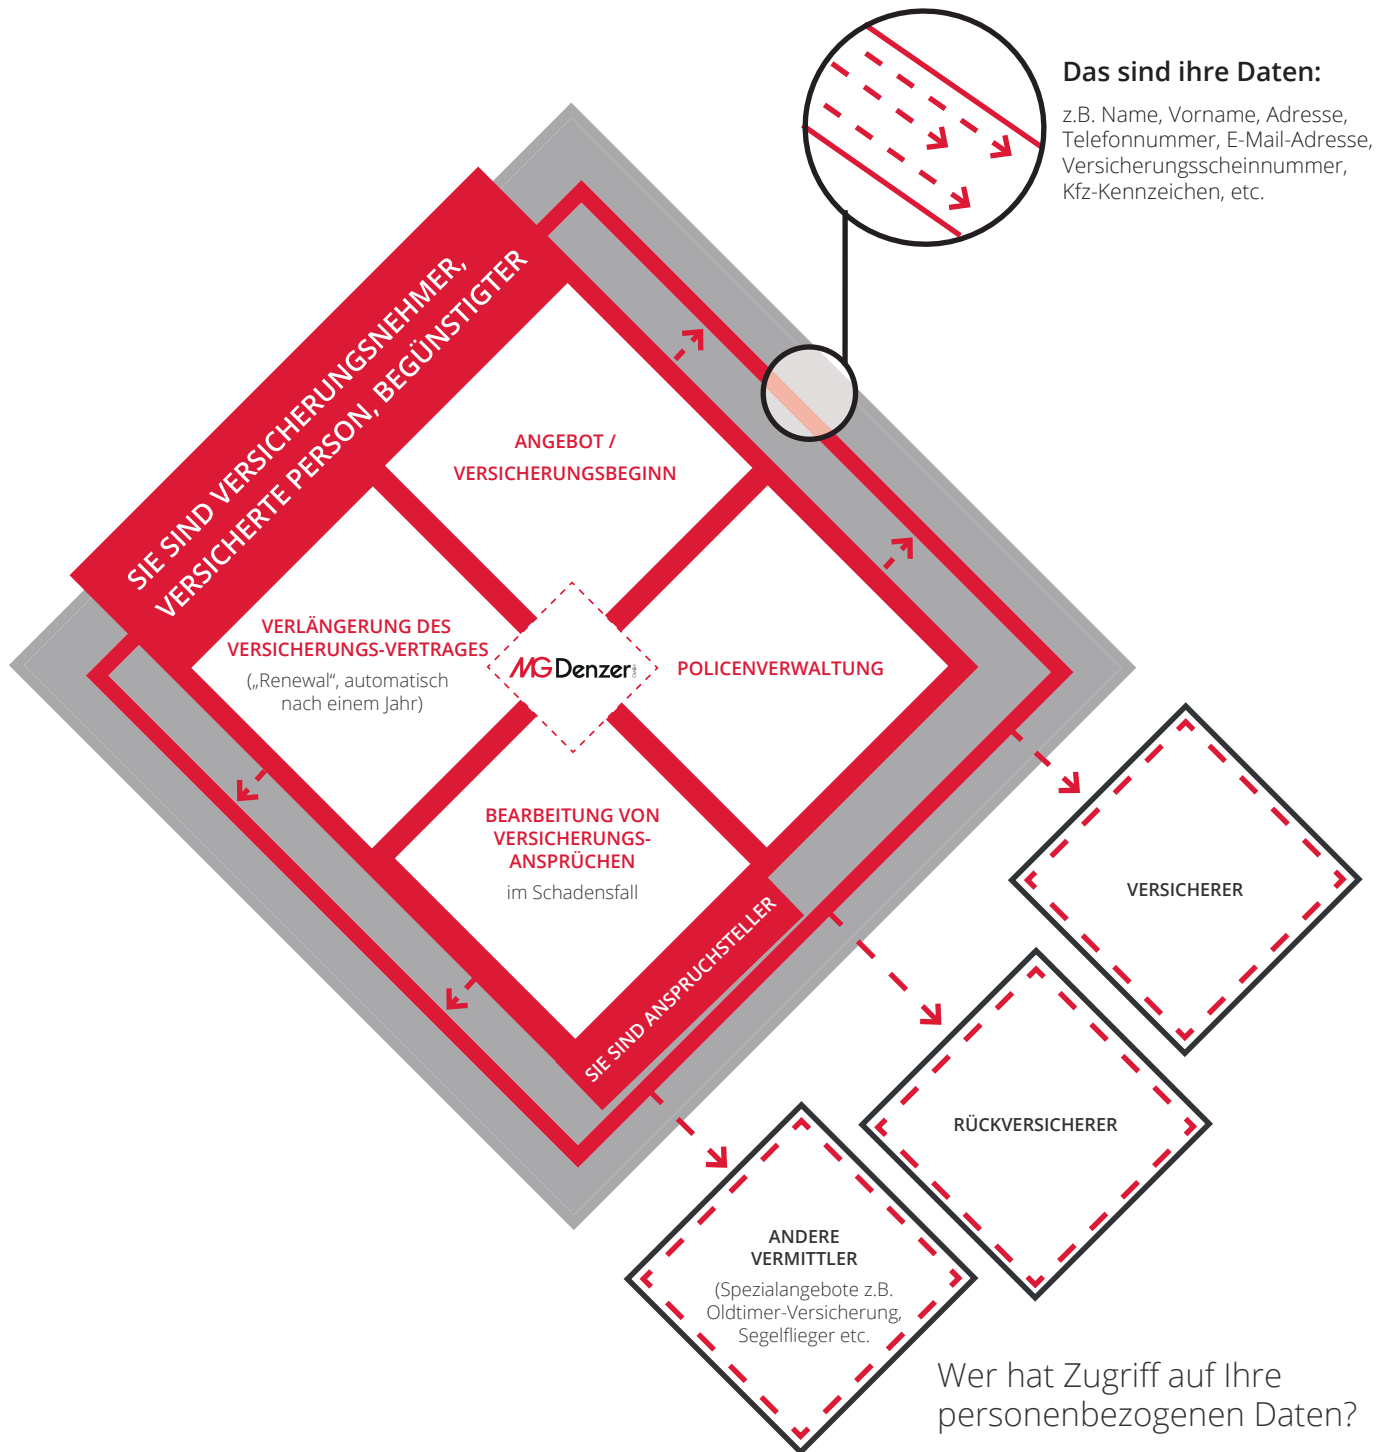 Das sind ihre Daten:
z.B. Name, Vorname, Adresse,
Telefonnummer, E-Mail-Adresse,
Versicherungsscheinnummer,
Kfz-Kennzeichen, etc.
SIE SIND VERSICHERUNGSNEHMER,
VERSICHERTE PERSON, BEGÜNSTIGTER
ANGEBOT /
VERSICHERUNGSBEGINN
VERLÄNGERUNG DES
VERSICHERUNGS-VERTRAGES
(„Renewal“, automatisch
nach einem Jahr)
MG Denzer GmbH
POLICENVERWALTUNG
BEARBEITUNG VON
VERSICHERUNGS-
ANSPRÜCHEN
im Schadensfall
SIE SIND ANSPRUCHSTELLER
VERSICHERER
RÜCKVERSICHERER
ANDERE
VERMITTLER
(Spezialangebote z.B.
Oldtimer-Versicherung,
Segelflieger etc.
Wer hat Zugriff auf Ihre
personenbezogenen Daten?